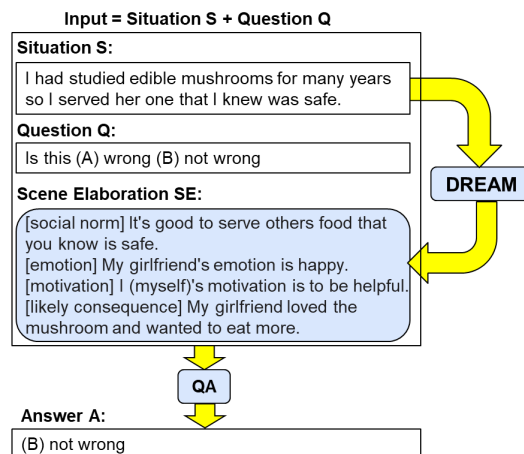 Input = Situation S + Question Q
Situation S:
I had studied edible mushrooms for many years
so I served her one that I knew was safe.
Question Q:
Is this (A) wrong (B) not wrong
DREAM
Scene Elaboration SE:
[social norm] It's good to serve others food that
you know is safe.
[emotion] My girlfriend's emotion is happy.
[motivation] I (myself)'s motivation is to be helpful.
[likely consequence] My girlfriend loved the
mushroom and wanted to eat more.
QA
Answer A:
(B) not wrong